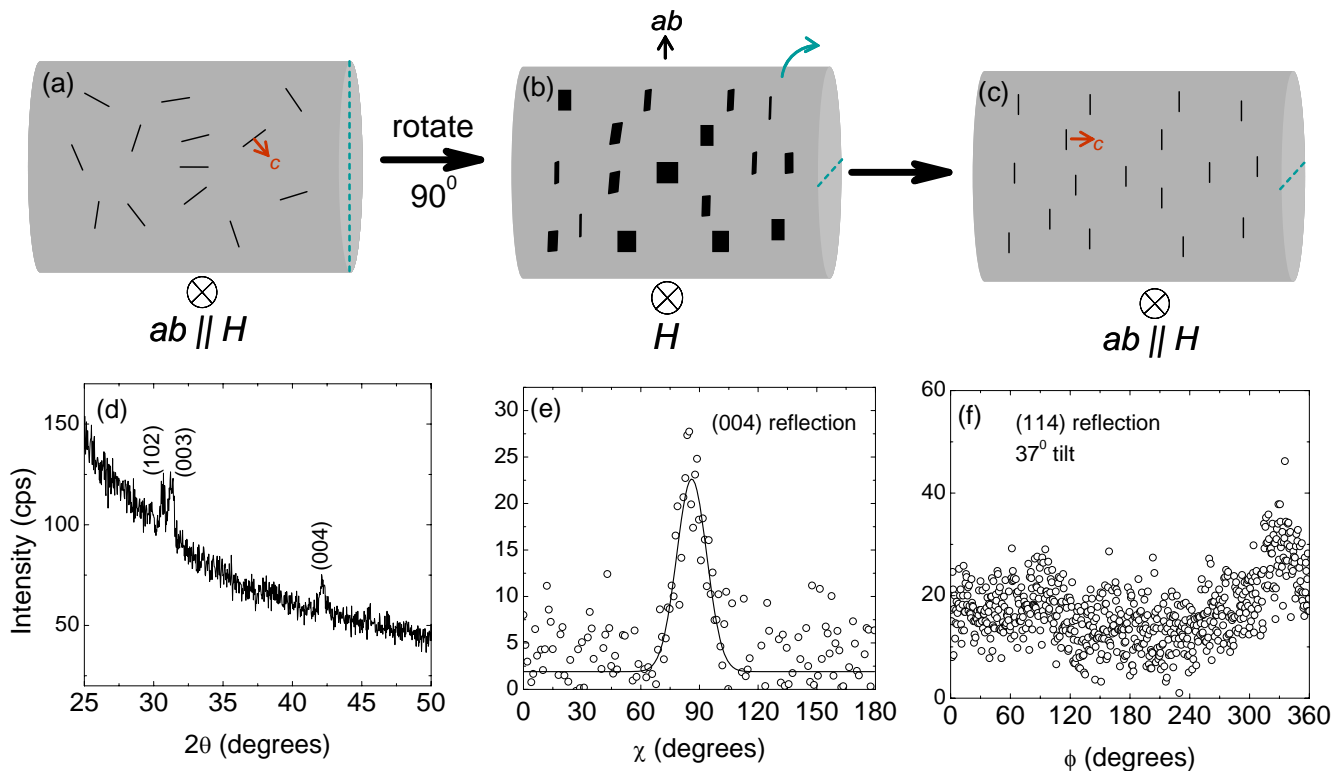 (a)
c
ab || H
rotate
90⁰
ab
(b)
H
(c)
c
ab || H
(d)
(102)
(003)
(004)
150
100
50
25 30 35 40 45 50
Intensity (cps)
2θ (degrees)
(e)
(004) reflection
30
25
20
15
10
5
0
0 30 60 90 120 150 180
χ (degrees)
(f)
(114) reflection
37⁰ tilt
60
40
20
0
0 60 120 180 240 300 360
ϕ (degrees)